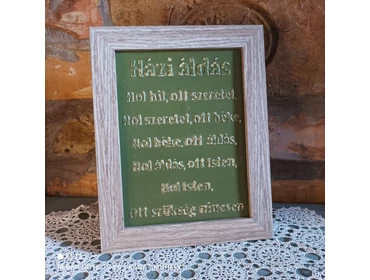 Házi áldás
Hol hit, ott szeretet,
Hol szeretet, ott béke,
Hol béke, ott áldás,
Hol áldás, ott Isten,
Hol Isten,
Ott szükség nincsen